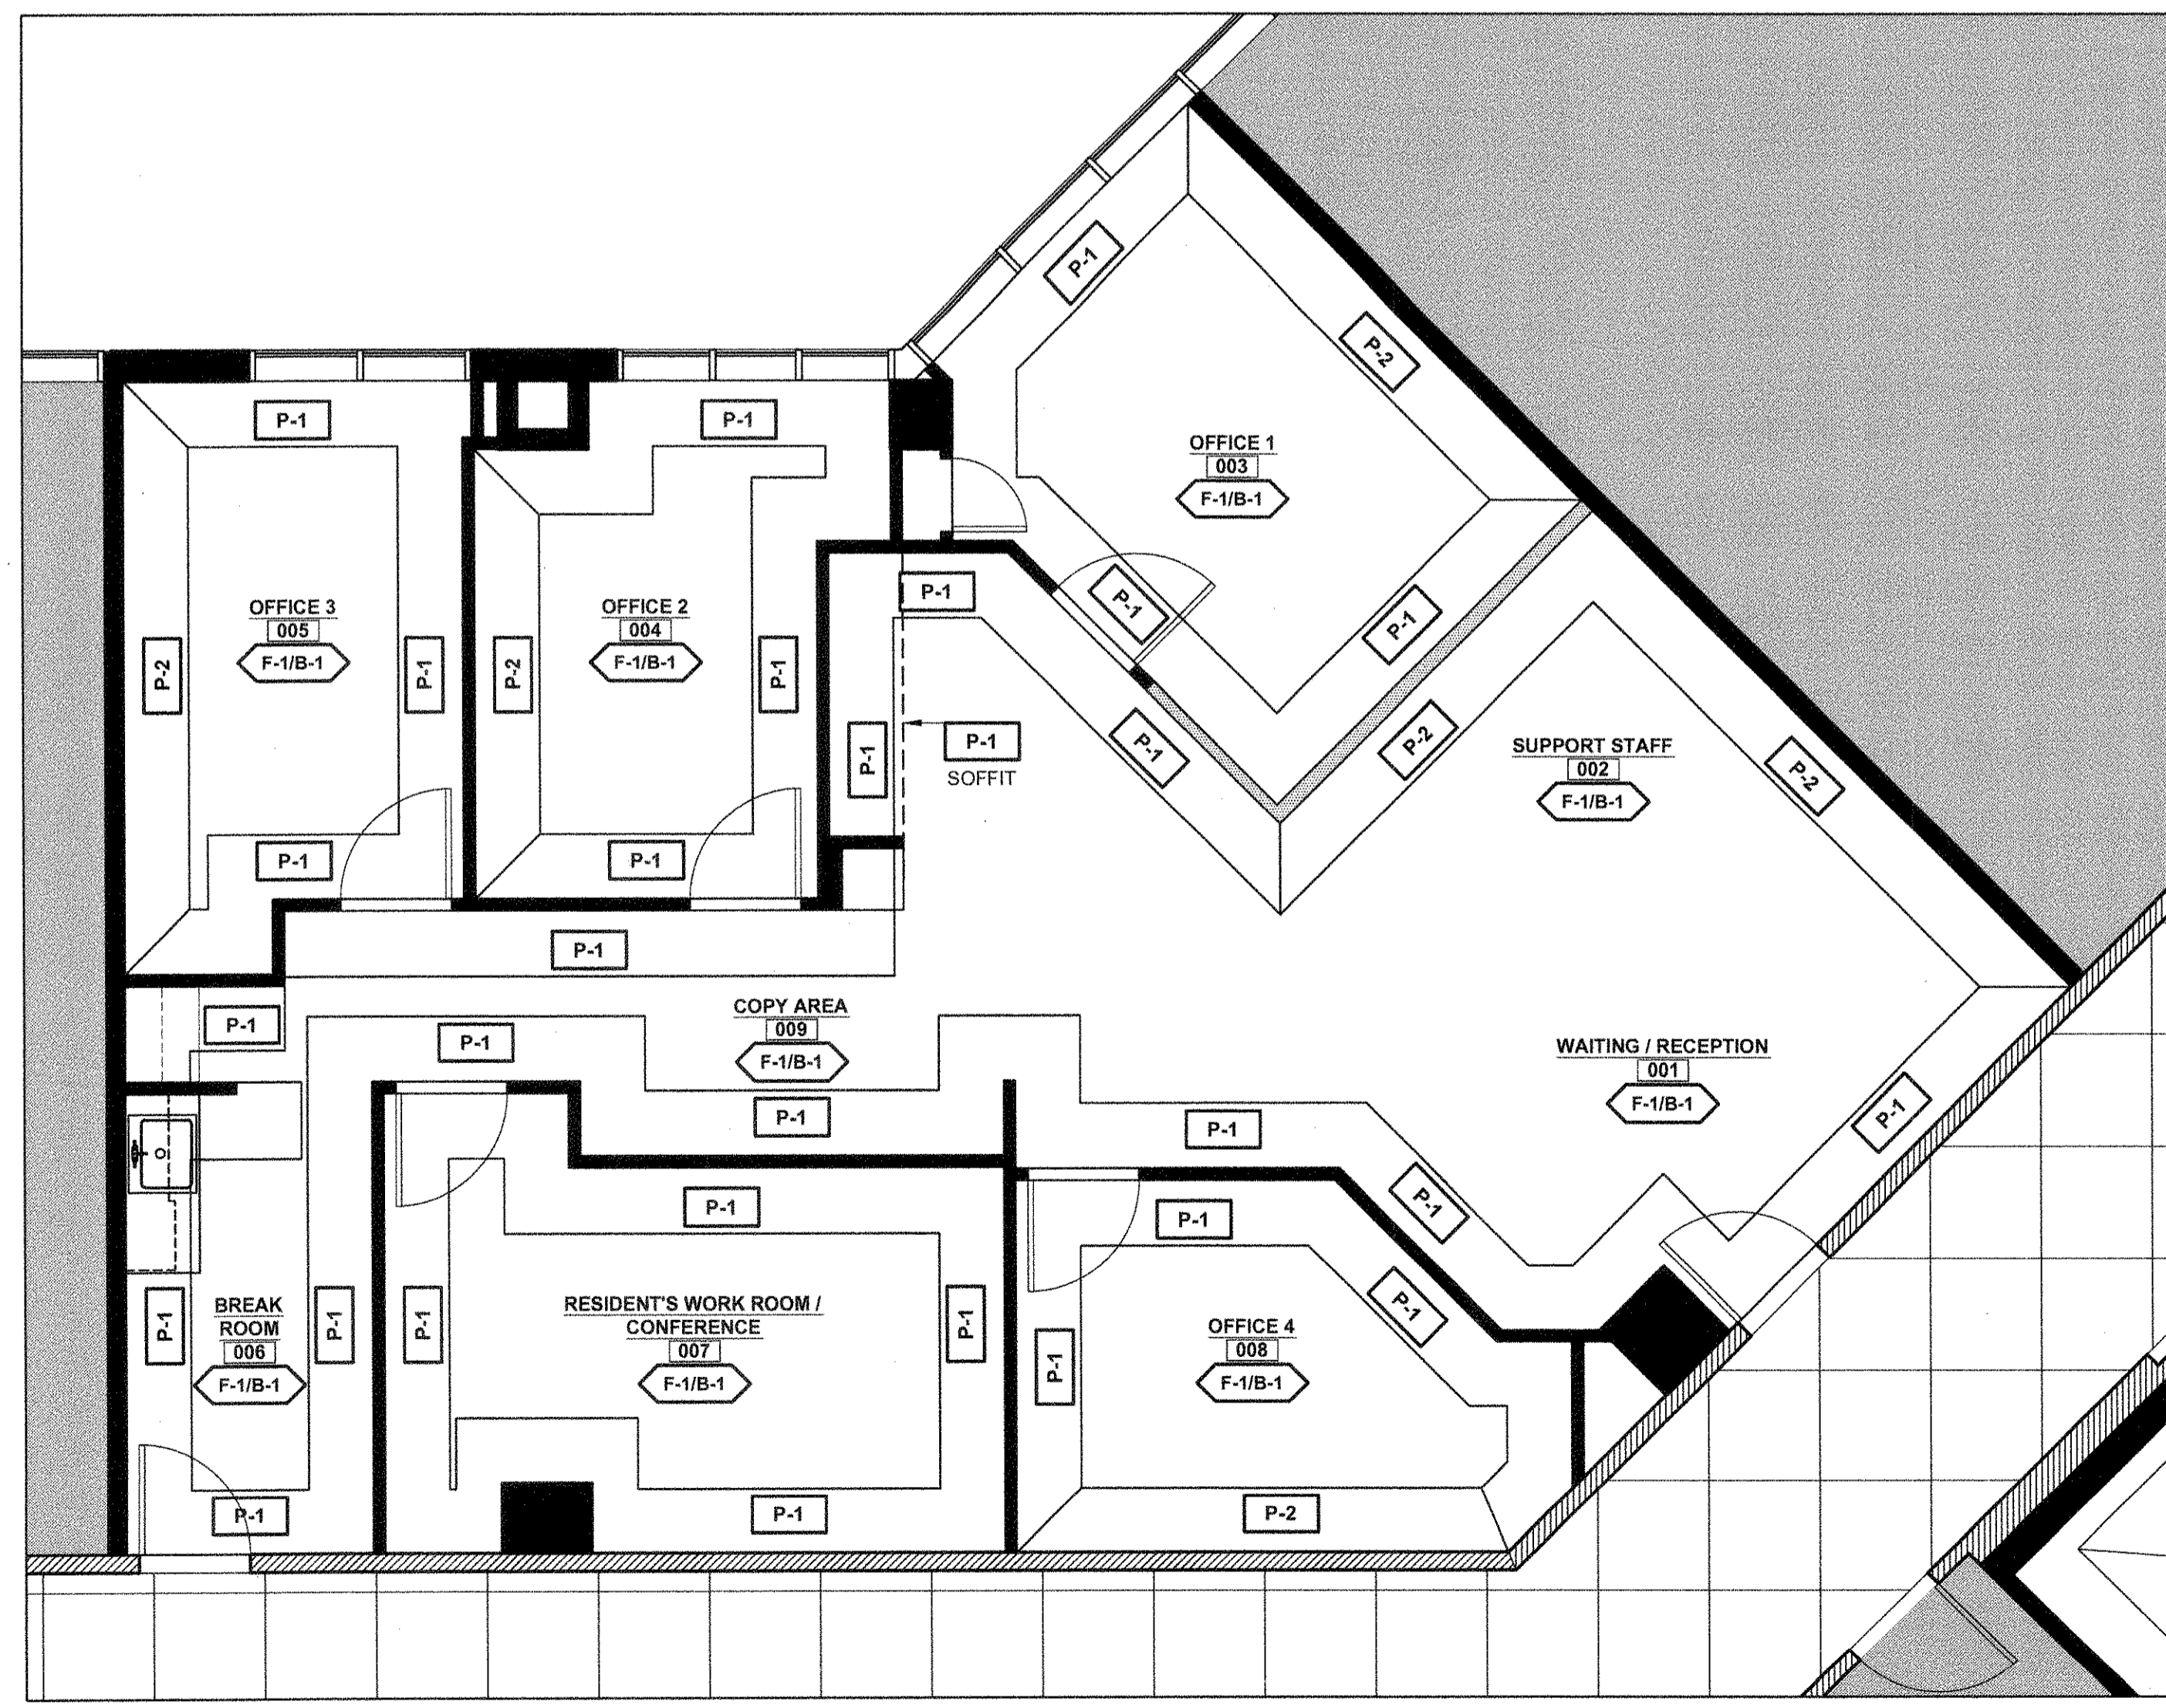 P-1
P-2
P-1
P-1
OFFICE 1
003
F-1/B-1
P-1
P-1
P-1
OFFICE 3
005
F-1/B-1
P-2
P-1
OFFICE 2
004
F-1/B-1
P-2
P-1
P-1
P-1
SOFFIT
P-1
P-2
SUPPORT STAFF
002
F-1/B-1
P-2
P-1
P-1
P-1
P-1
P-1
COPY AREA
009
F-1/B-1
P-1
WAITING / RECEPTION
001
F-1/B-1
P-1
P-1
P-1
P-1
P-1
P-1
P-1
BREAK
ROOM
006
F-1/B-1
P-1
P-1
RESIDENT'S WORK ROOM /
CONFERENCE
007
F-1/B-1
P-1
P-1
OFFICE 4
008
F-1/B-1
P-1
P-1
P-1
P-2